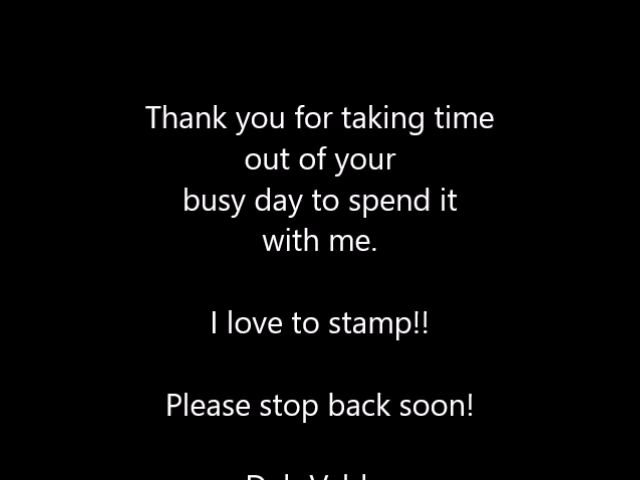 Thank you for taking time
out of your
busy day to spend it
with me.
I love to stamp!!
Please stop back soon!